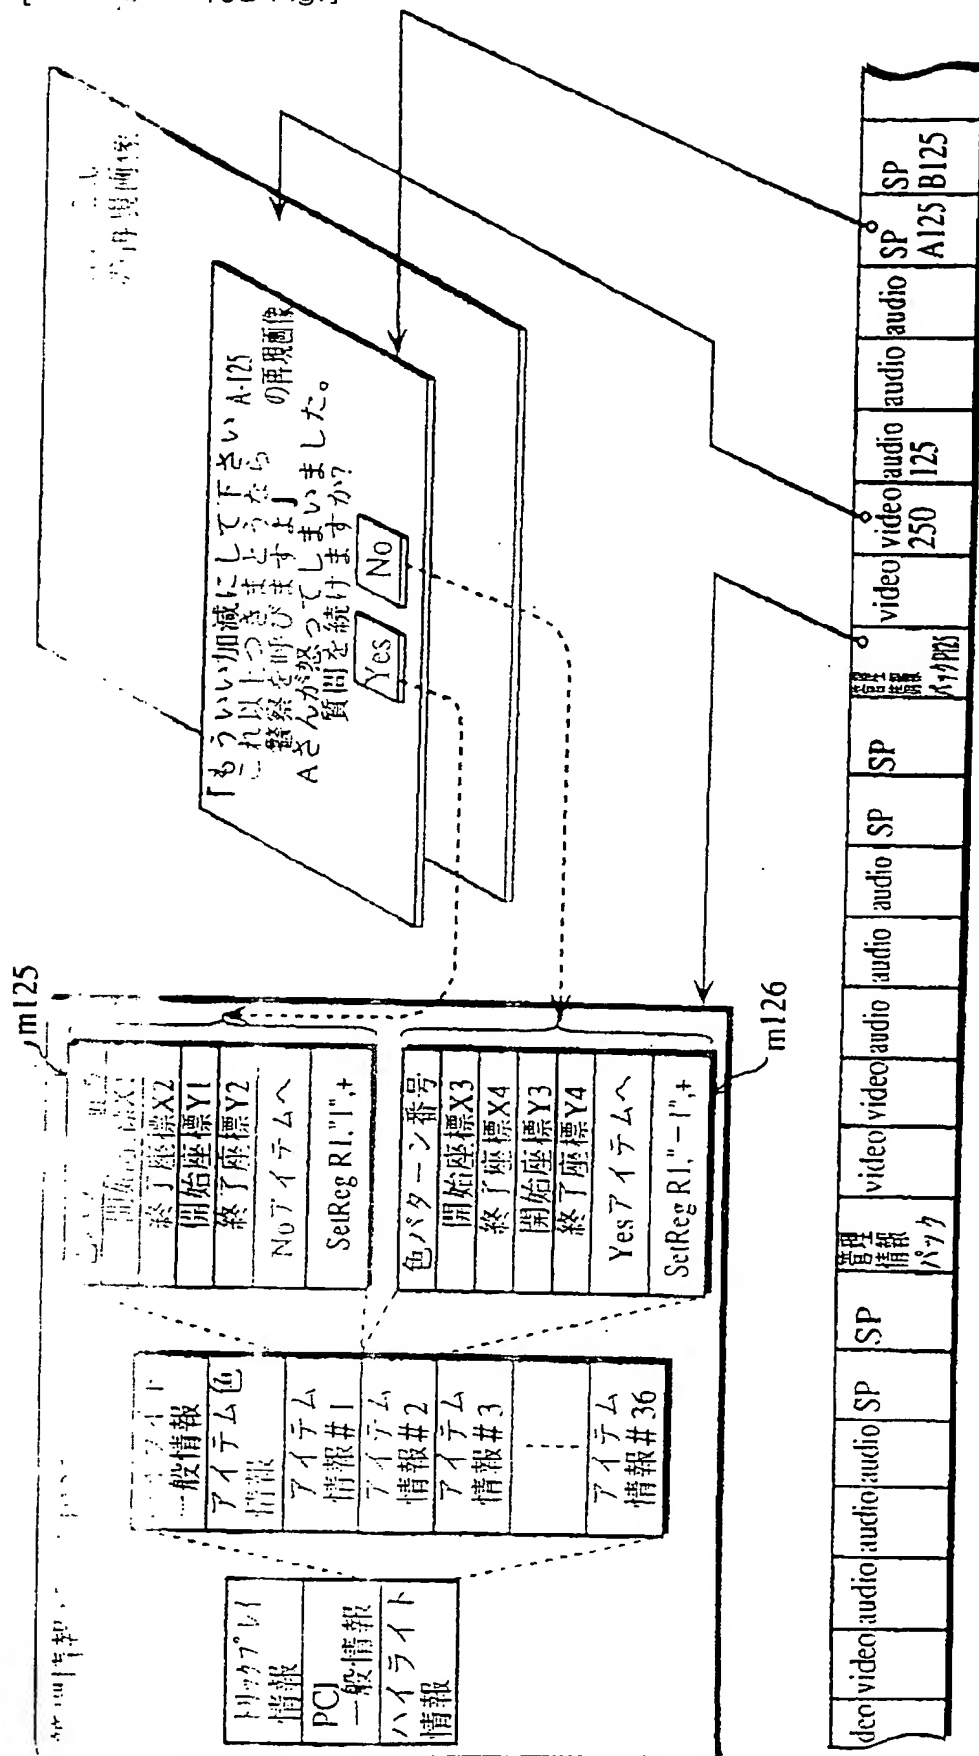 m125
終了座標X2
開始座標Y1
終了座標Y2
Noアイテムへ
SetReg R1,"1",+
色パターン番号
開始座標X3
終了座標X4
開始座標Y3
終了座標Y4
Yesアイテムへ
SetReg R1,"−1",+
m126
一般情報
アイテム色
情報
アイテム
情報#1
アイテム
情報#2
アイテム
情報#3
アイテム
情報#36
トリックプレイ
情報
PCI
一般情報
ハイライト
情報
「もういい加減にして下さい
これ以上つきまとうなら
警察を呼びますよ」
Aさんが怒ってしまいました。
質問を続けますか?
Yes
No
A-125
の再現画像
deo
video
audio
audio
audio
SP
SP
管理
情報
パック
video
video
audio
audio
audio
SP
SP
管理
情報
パックP125
video
video
250
audio
125
audio
audio
SP
A125
SP
B125